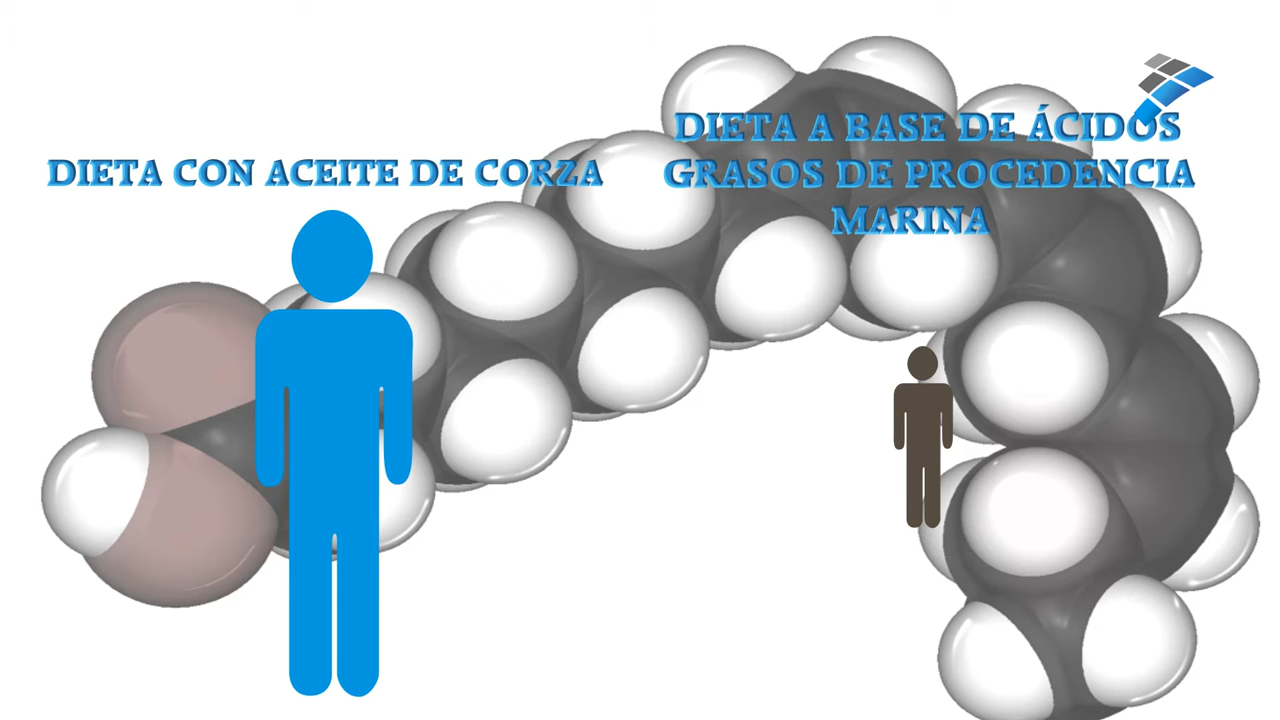 DIETA CON ACEITE DE CORZA
DIETA A BASE DE ÁCIDOS
GRASOS DE PROCEDENCIA
MARINA